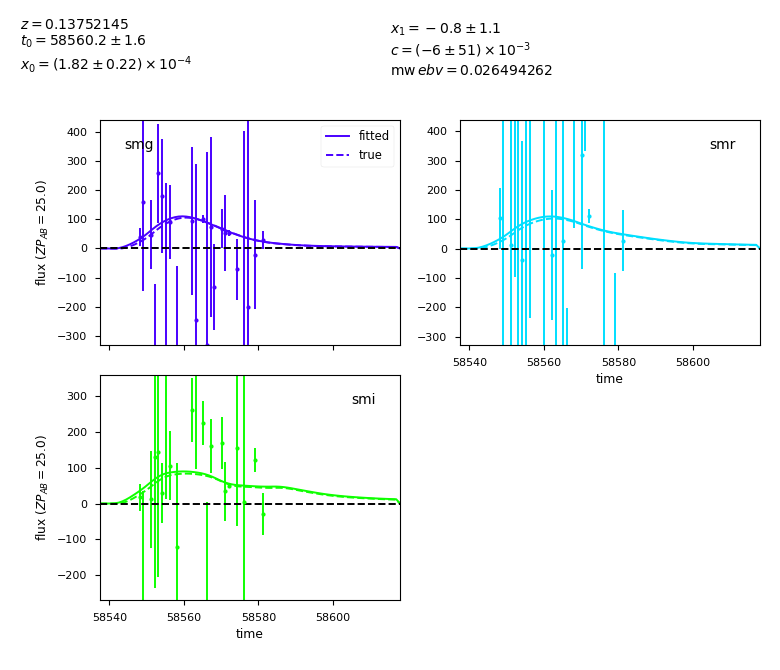 z = 0.13752145
t₀ = 58560.2 ± 1.6
x₀ = (1.82 ± 0.22) × 10⁻⁴
x₁ = −0.8 ± 1.1
c = (−6 ± 51) × 10⁻³
mw ebv = 0.026494262
smg
fitted
true
400
300
200
100
0
−100
−200
−300
flux (ZP_AB = 25.0)
smr
400
300
200
100
0
−100
−200
−300
58540 58560 58580 58600
time
smi
300
200
100
0
−100
−200
flux (ZP_AB = 25.0)
58540 58560 58580 58600
time